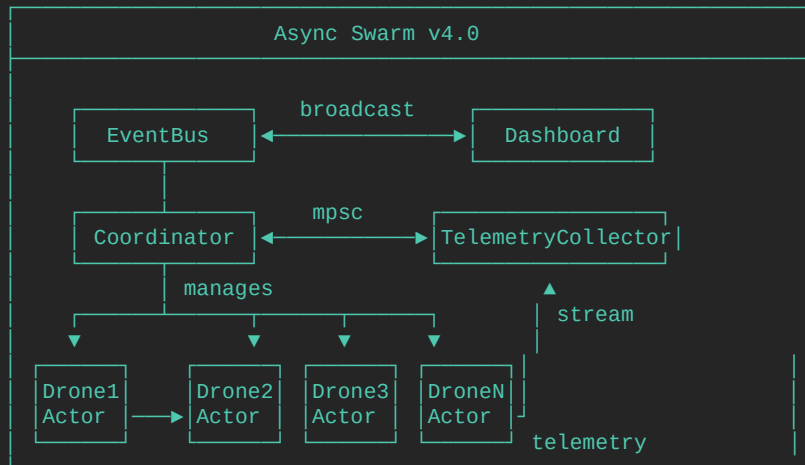 Async Swarm v4.0
broadcast
EventBus Dashboard
mpsc
Coordinator TelemetryCollector
manages
stream
Drone1 Drone2 Drone3 DroneN
Actor Actor Actor Actor
telemetry